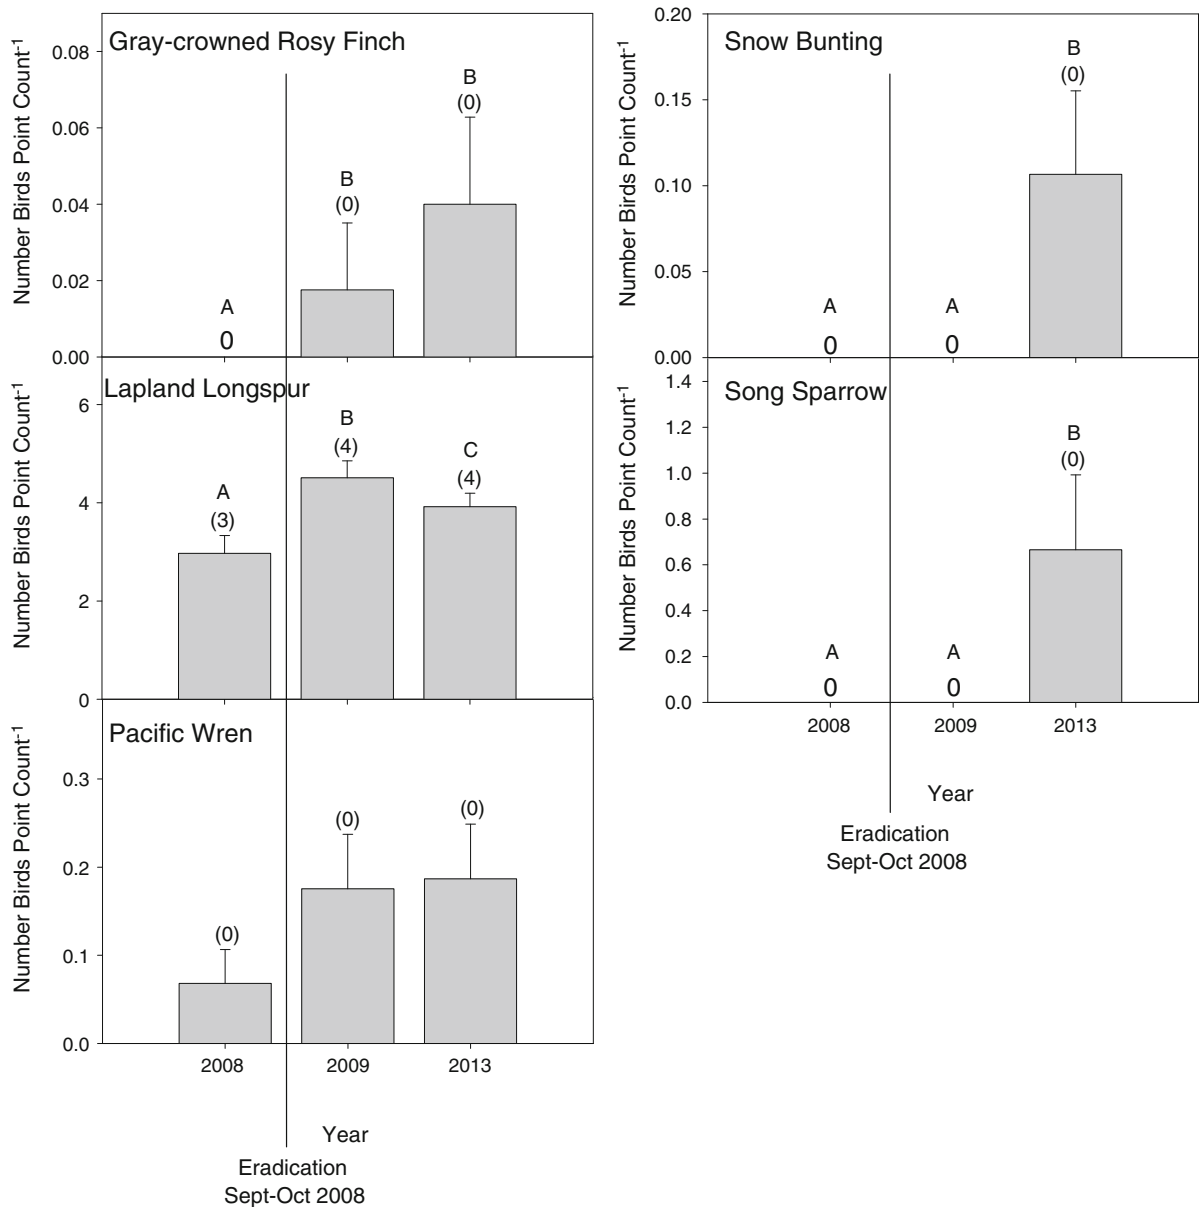 Number Birds Point Count-1
Gray-crowned Rosy Finch
0.08
0.06
0.04
0.02
0.00
A
0
B
(0)
B
(0)
Number Birds Point Count-1
Lapland Longspur
6
4
2
0
A
(3)
B
(4)
C
(4)
Number Birds Point Count-1
Pacific Wren
0.3
0.2
0.1
0.0
(0)
(0)
(0)
2008
2009
2013
Year
Eradication
Sept-Oct 2008
Number Birds Point Count-1
Snow Bunting
0.20
0.15
0.10
0.05
0.00
A
0
A
0
B
(0)
Number Birds Point Count-1
Song Sparrow
1.4
1.2
1.0
0.8
0.6
0.4
0.2
0.0
A
0
A
0
B
(0)
2008
2009
2013
Year
Eradication
Sept-Oct 2008